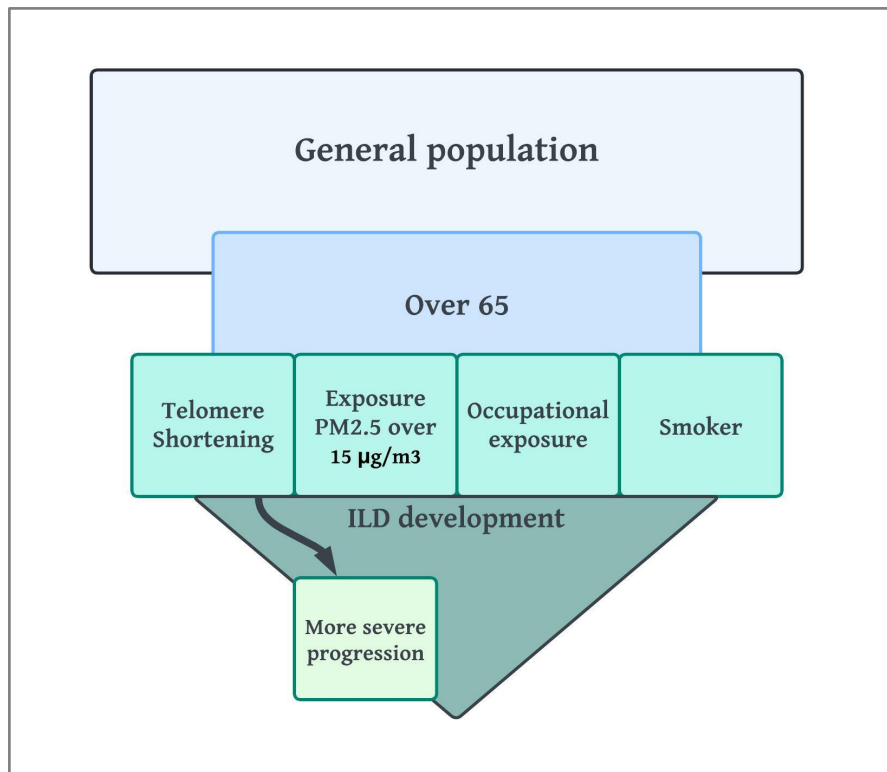 General population
Over 65
Telomere
Shortening
Exposure
PM2.5 over
15 μg/m3
Occupational
exposure
Smoker
ILD development
More severe
progression